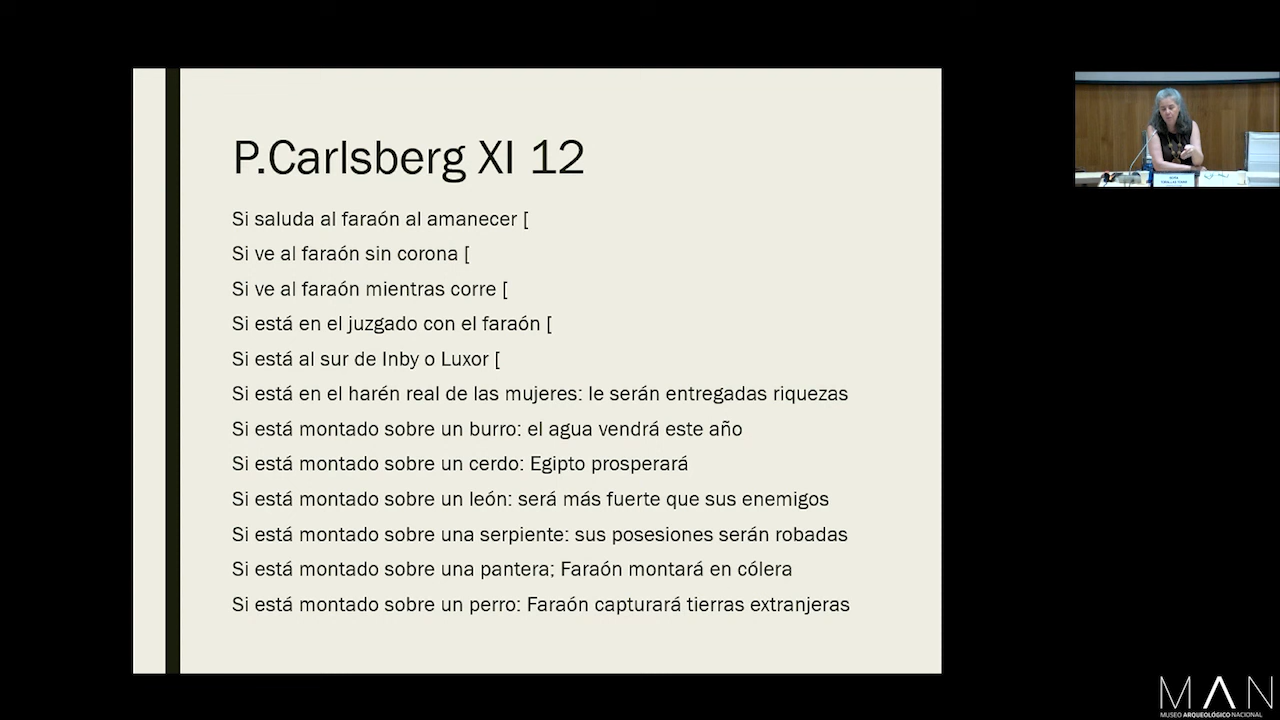 P.Carlsberg XI 12
Si saluda al faraón al amanecer [
Si ve al faraón sin corona [
Si ve al faraón mientras corre [
Si está en el juzgado con el faraón [
Si está al sur de Inby o Luxor [
Si está en el harén real de las mujeres: le serán entregadas riquezas
Si está montado sobre un burro: el agua vendrá este año
Si está montado sobre un cerdo: Egipto prosperará
Si está montado sobre un león: será más fuerte que sus enemigos
Si está montado sobre una serpiente: sus posesiones serán robadas
Si está montado sobre una pantera; Faraón montará en cólera
Si está montado sobre un perro: Faraón capturará tierras extranjeras
MAN
MUSEO ARQUEOLÓGICO NACIONAL